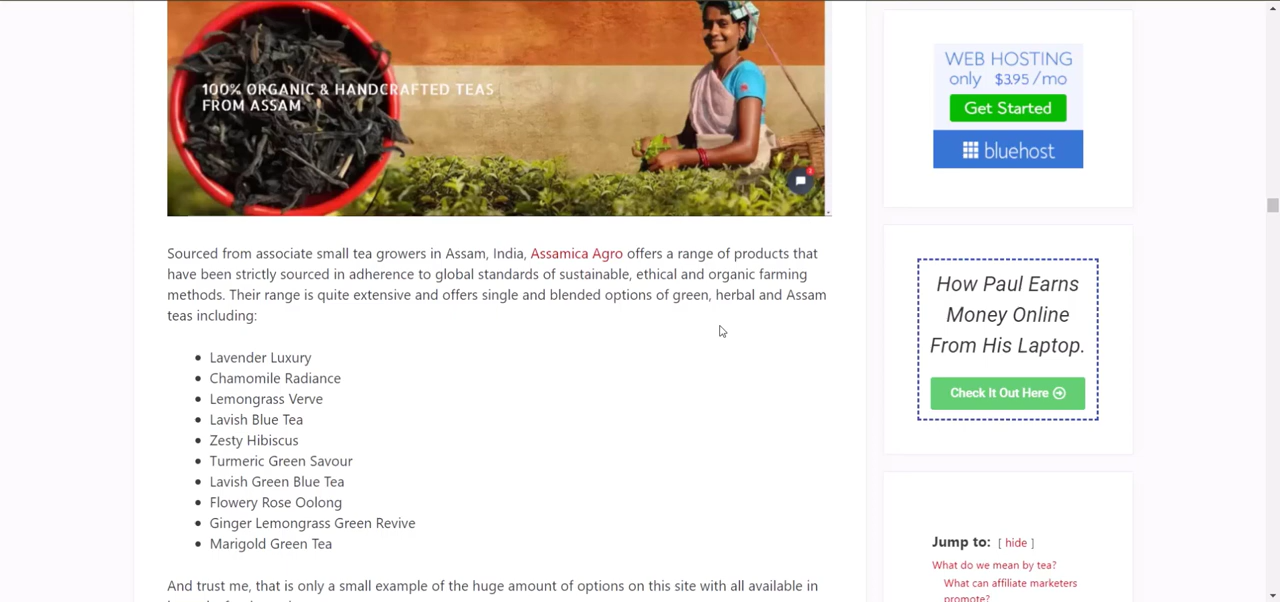 100% ORGANIC & HANDCRAFTED TEAS
FROM ASSAM
Sourced from associate small tea growers in Assam, India, Assamica Agro offers a range of products that
have been strictly sourced in adherence to global standards of sustainable, ethical and organic farming
methods. Their range is quite extensive and offers single and blended options of green, herbal and Assam
teas including:
Lavender Luxury
Chamomile Radiance
Lemongrass Verve
Lavish Blue Tea
Zesty Hibiscus
Turmeric Green Savour
Lavish Green Blue Tea
Flowery Rose Oolong
Ginger Lemongrass Green Revive
Marigold Green Tea
And trust me, that is only a small example of the huge amount of options on this site with all available in
WEB HOSTING
only $3.95/mo
Get Started
bluehost
How Paul Earns
Money Online
From His Laptop.
Check It Out Here
Jump to: [ hide ]
What do we mean by tea?
What can affiliate marketers
promote?